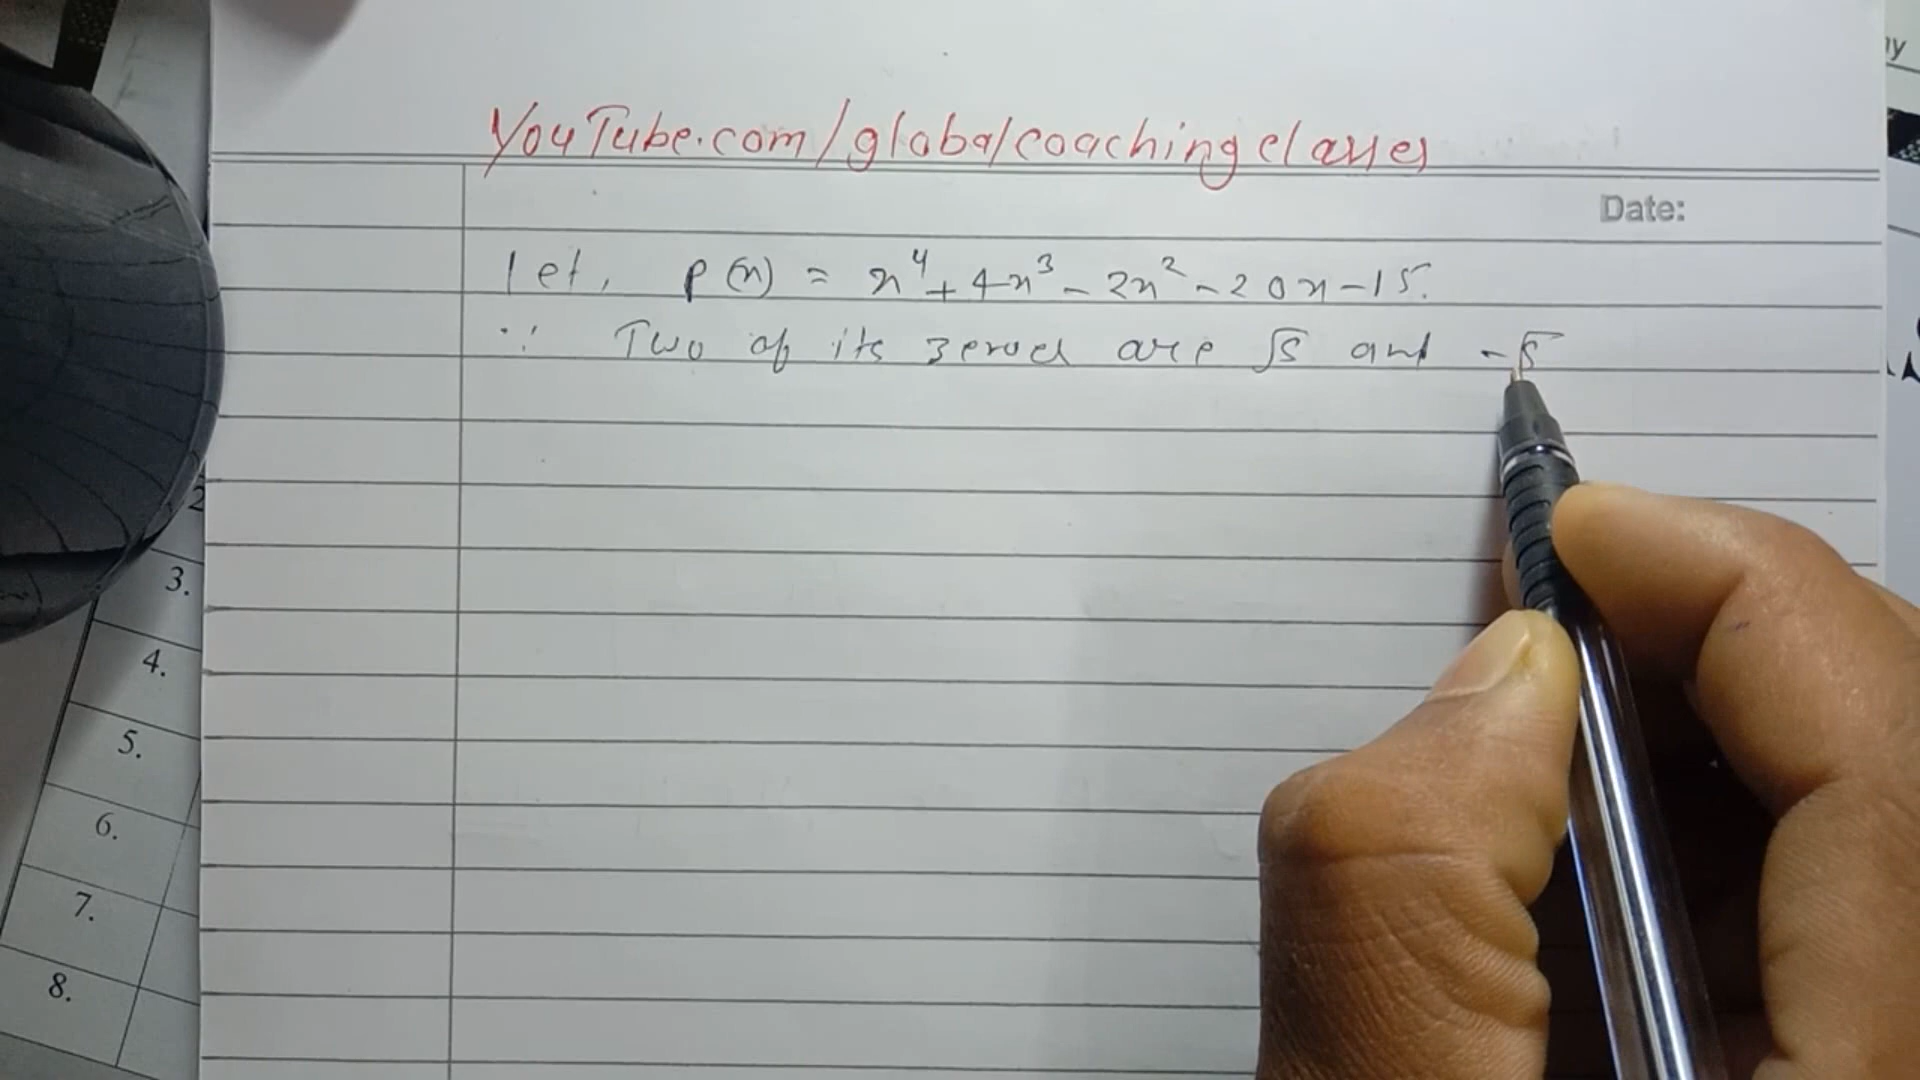 YouTube.com/globalcoachingclasses
Date:
let, p(x) = x⁴ + 4x³ - 2x² - 20x - 15.
∵ Two of its zeroes are √5 and -√5
2
3.
4.
5.
6.
7.
8.